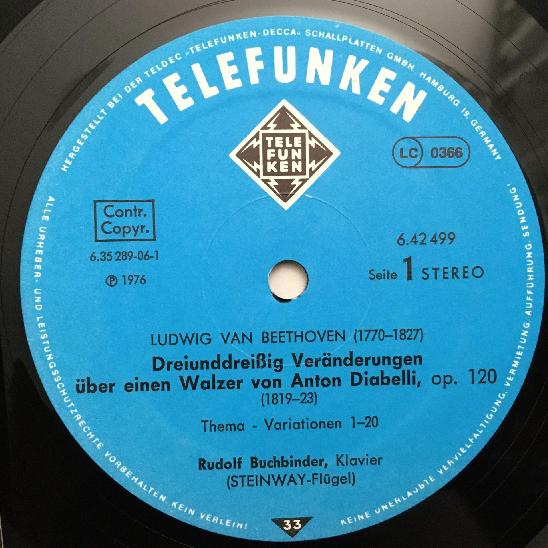 HERGESTELLT BEI DER TELDEC »TELEFUNKEN-DECCA« SCHALLPLATTEN GMBH, HAMBURG 19, GERMANY
TELEFUNKEN
TELE
FUN
KEN
LC 0366
Contr.
Copyr.
6.35 289-06-1
℗ 1976
6.42 499
Seite 1 STEREO
LUDWIG VAN BEETHOVEN (1770-1827)
Dreiunddreißig Veränderungen
über einen Walzer von Anton Diabelli, op. 120
(1819-23)
Thema - Variationen 1-20
Rudolf Buchbinder, Klavier
(STEINWAY-Flügel)
33
ALLE URHEBER- UND LEISTUNGSSCHUTZRECHTE VORBEHALTEN. KEIN VERLEIH!
KEINE UNERLAUBTE VERVIELFÄLTIGUNG, VERMIETUNG, AUFFÜHRUNG, SENDUNG!